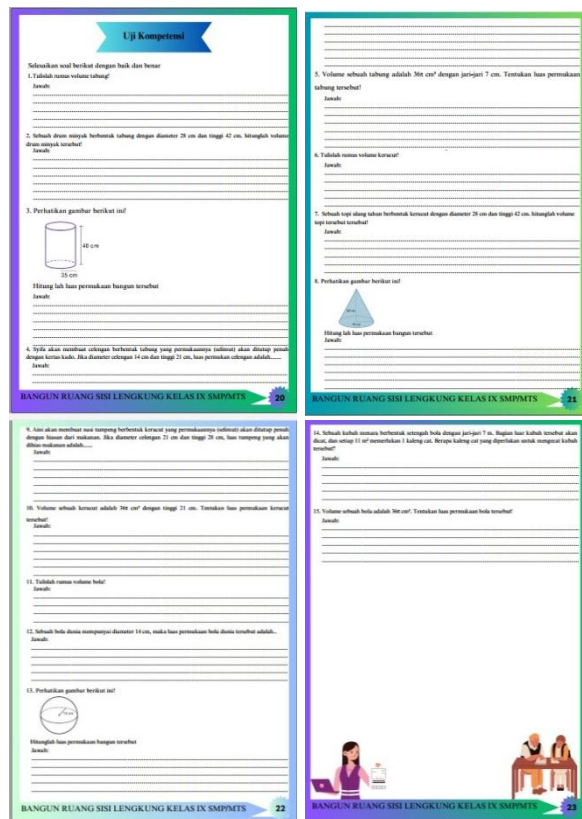 Uji Kompetensi
Selesaikan soal berikut dengan baik dan benar
1. Tulislah rumus volume tabung!
Jawab:
2. Sebuah drum minyak berbentuk tabung dengan diameter 28 cm dan tinggi 42 cm. hitunglah volume
drum minyak tersebut!
Jawab:
3. Perhatikan gambar berikut ini!
40 cm
35 cm
Hitung lah luas permukaan bangun tersebut
Jawab:
4. Syifa akan membuat celengan berbentuk tabung yang permukaannya (selimut) akan ditutup penuh
dengan kertas kado. Jika diameter celengan 14 cm dan tinggi 21 cm, luas permukan celengan adalah.......
Jawab:
BANGUN RUANG SISI LENGKUNG KELAS IX SMP/MTS
20
5. Volume sebuah tabung adalah 36π cm³ dengan jari-jari 7 cm. Tentukan luas permukaan
tabung tersebut!
Jawab:
6. Tulislah rumus volume kerucut!
Jawab:
7. Sebuah topi ulang tahun berbentuk kerucut dengan diameter 28 cm dan tinggi 42 cm. hitunglah volume
topi tersebut tersebut!
Jawab:
8. Perhatikan gambar berikut ini!
Hitung lah luas permukaan bangun tersebut
Jawab:
BANGUN RUANG SISI LENGKUNG KELAS IX SMP/MTS
21
9. Aini akan membuat nasi tumpeng berbentuk kerucut yang permukaannya (selimut) akan ditutup penuh
dengan hiasan dari makanan. Jika diameter celengan 21 cm dan tinggi 28 cm, luas tumpeng yang akan
dihias makanan adalah.......
Jawab:
10. Volume sebuah kerucut adalah 36π cm³ dengan tinggi 21 cm. Tentukan luas permukaan kerucut
tersebut!
Jawab:
11. Tulislah rumus volume bola!
Jawab:
12. Sebuah bola dunia mempunyai diameter 14 cm, maka luas permukaan bola dunia tersebut adalah...
Jawab:
13. Perhatikan gambar berikut ini!
Hitunglah luas permukaan bangun tersebut
Jawab:
BANGUN RUANG SISI LENGKUNG KELAS IX SMP/MTS
22
14. Sebuah kubah menara berbentuk setengah bola dengan jari-jari 7 m. Bagian luar kubah tersebut akan
dicat, dan setiap 11 m² memerlukan 1 kaleng cat. Berapa kaleng cat yang diperlukan untuk mengecat kubah
tersebut?
Jawab:
15. Volume sebuah bola adalah 36π cm³. Tentukan luas permukaan bola tersebut!
Jawab:
BANGUN RUANG SISI LENGKUNG KELAS IX SMP/MTS
23